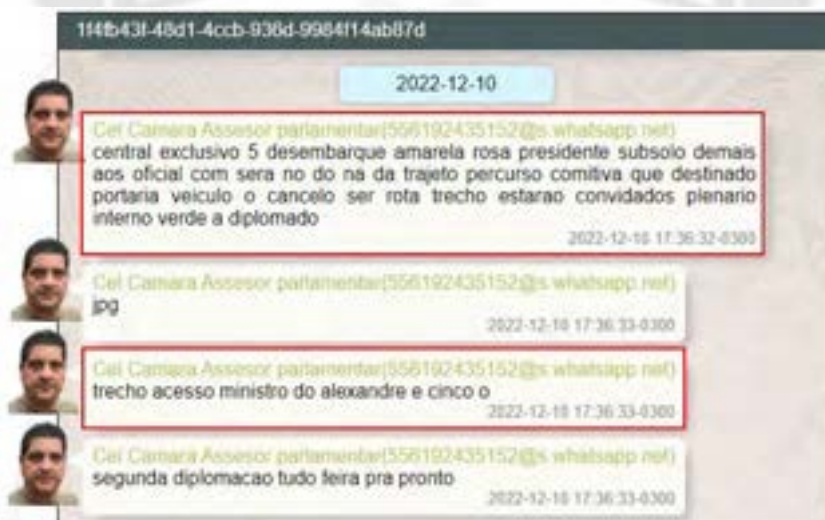 1f4fb43f-48d1-4ccb-936d-9984f14ab87d
2022-12-10
Cel Camara Assesor parlamentar(556192435152@s.whatsapp.net)
central exclusivo 5 desembarque amarela rosa presidente subsolo demais
aos oficial com sera no do na da trajeto percurso comitiva que destinado
portaria veiculo o cancelo ser rota trecho estarao convidados plenario
interno verde a diplomado
2022-12-10 17:36:32-0300
Cel Camara Assesor parlamentar(556192435152@s.whatsapp.net)
jpg
2022-12-10 17:36:33-0300
Cel Camara Assesor parlamentar(556192435152@s.whatsapp.net)
trecho acesso ministro do alexandre e cinco o
2022-12-10 17:36:33-0300
Cel Camara Assesor parlamentar(556192435152@s.whatsapp.net)
segunda diplomacao tudo feira pra pronto
2022-12-10 17:36:33-0300